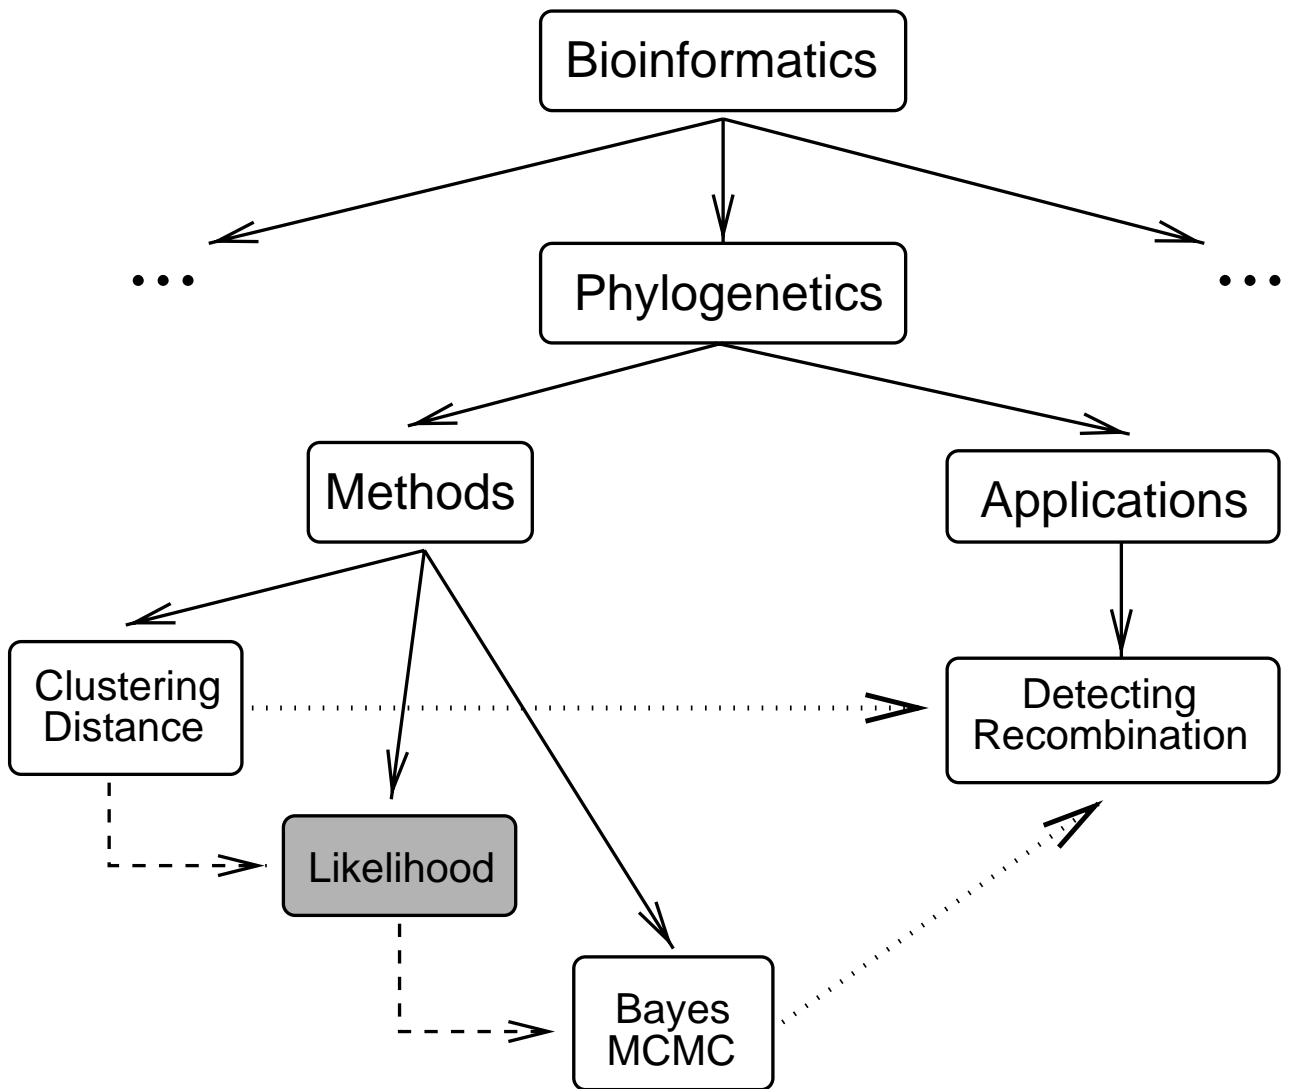 Bioinformatics
...
Phylogenetics
...
Methods
Applications
Clustering
Distance
Detecting
Recombination
Likelihood
Bayes
MCMC